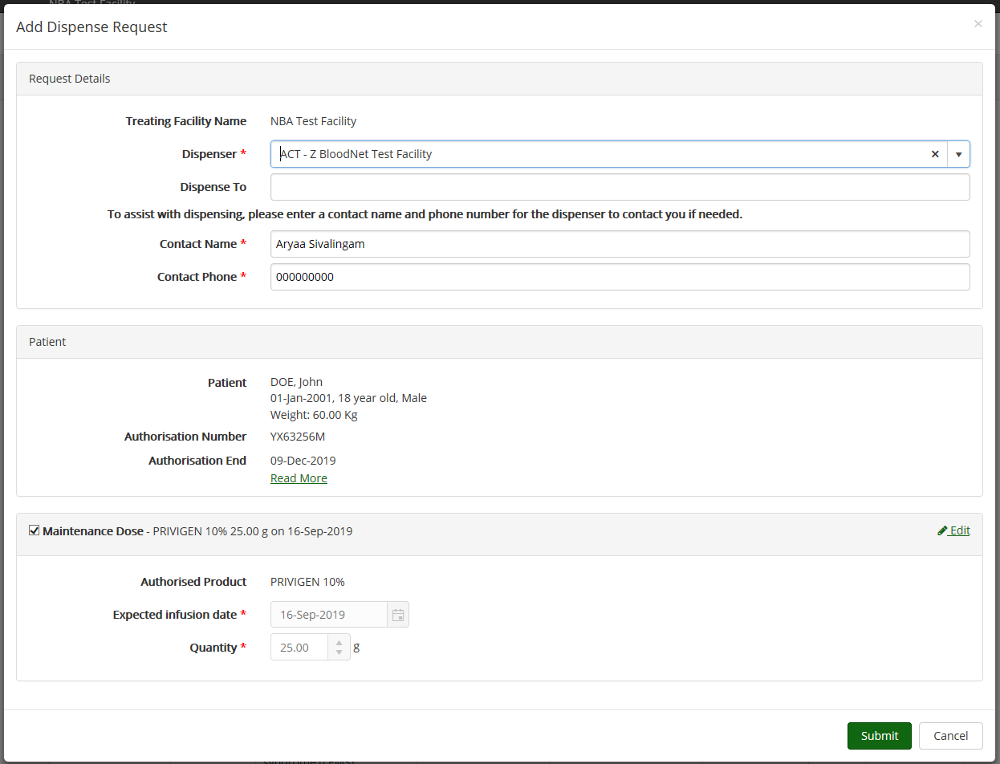 Add Dispense Request ×
Request Details
Treating Facility Name NBA Test Facility
Dispenser * ACT - Z BloodNet Test Facility ×
Dispense To
To assist with dispensing, please enter a contact name and phone number for the dispenser to contact you if needed.
Contact Name * Aryaa Sivalingam
Contact Phone * 000000000
Patient
Patient DOE, John
01-Jan-2001, 18 year old, Male
Weight: 60.00 Kg
Authorisation Number YX63256M
Authorisation End 09-Dec-2019
Read More
Maintenance Dose - PRIVIGEN 10% 25.00 g on 16-Sep-2019 Edit
Authorised Product PRIVIGEN 10%
Expected infusion date * 16-Sep-2019
Quantity * 25.00 g
Submit Cancel